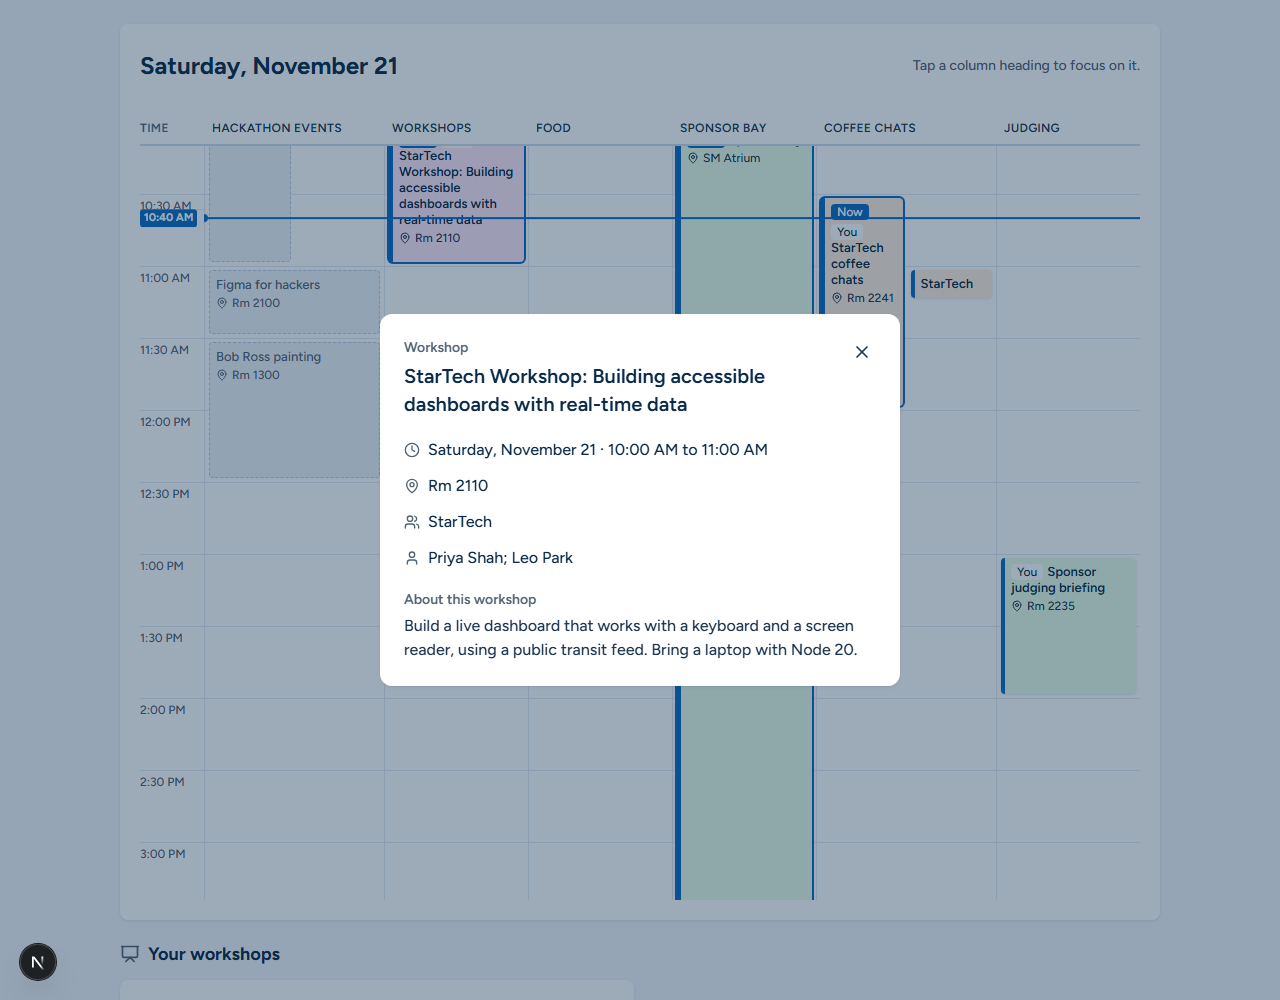 Saturday, November 21
Tap a column heading to focus on it.
TIME
HACKATHON EVENTS
WORKSHOPS
FOOD
SPONSOR BAY
COFFEE CHATS
JUDGING
10:30 AM
10:40 AM
11:00 AM
11:30 AM
12:00 PM
12:30 PM
1:00 PM
1:30 PM
2:00 PM
2:30 PM
3:00 PM
Figma for hackers
Rm 2100
Bob Ross painting
Rm 1300
StarTech
Workshop: Building
accessible
dashboards with
real-time data
Rm 2110
SM Atrium
Now
You
StarTech
coffee
chats
Rm 2241
StarTech
You Sponsor
judging briefing
Rm 2235
Workshop
StarTech Workshop: Building accessible
dashboards with real-time data
Saturday, November 21 · 10:00 AM to 11:00 AM
Rm 2110
StarTech
Priya Shah; Leo Park
About this workshop
Build a live dashboard that works with a keyboard and a screen
reader, using a public transit feed. Bring a laptop with Node 20.
N
Your workshops